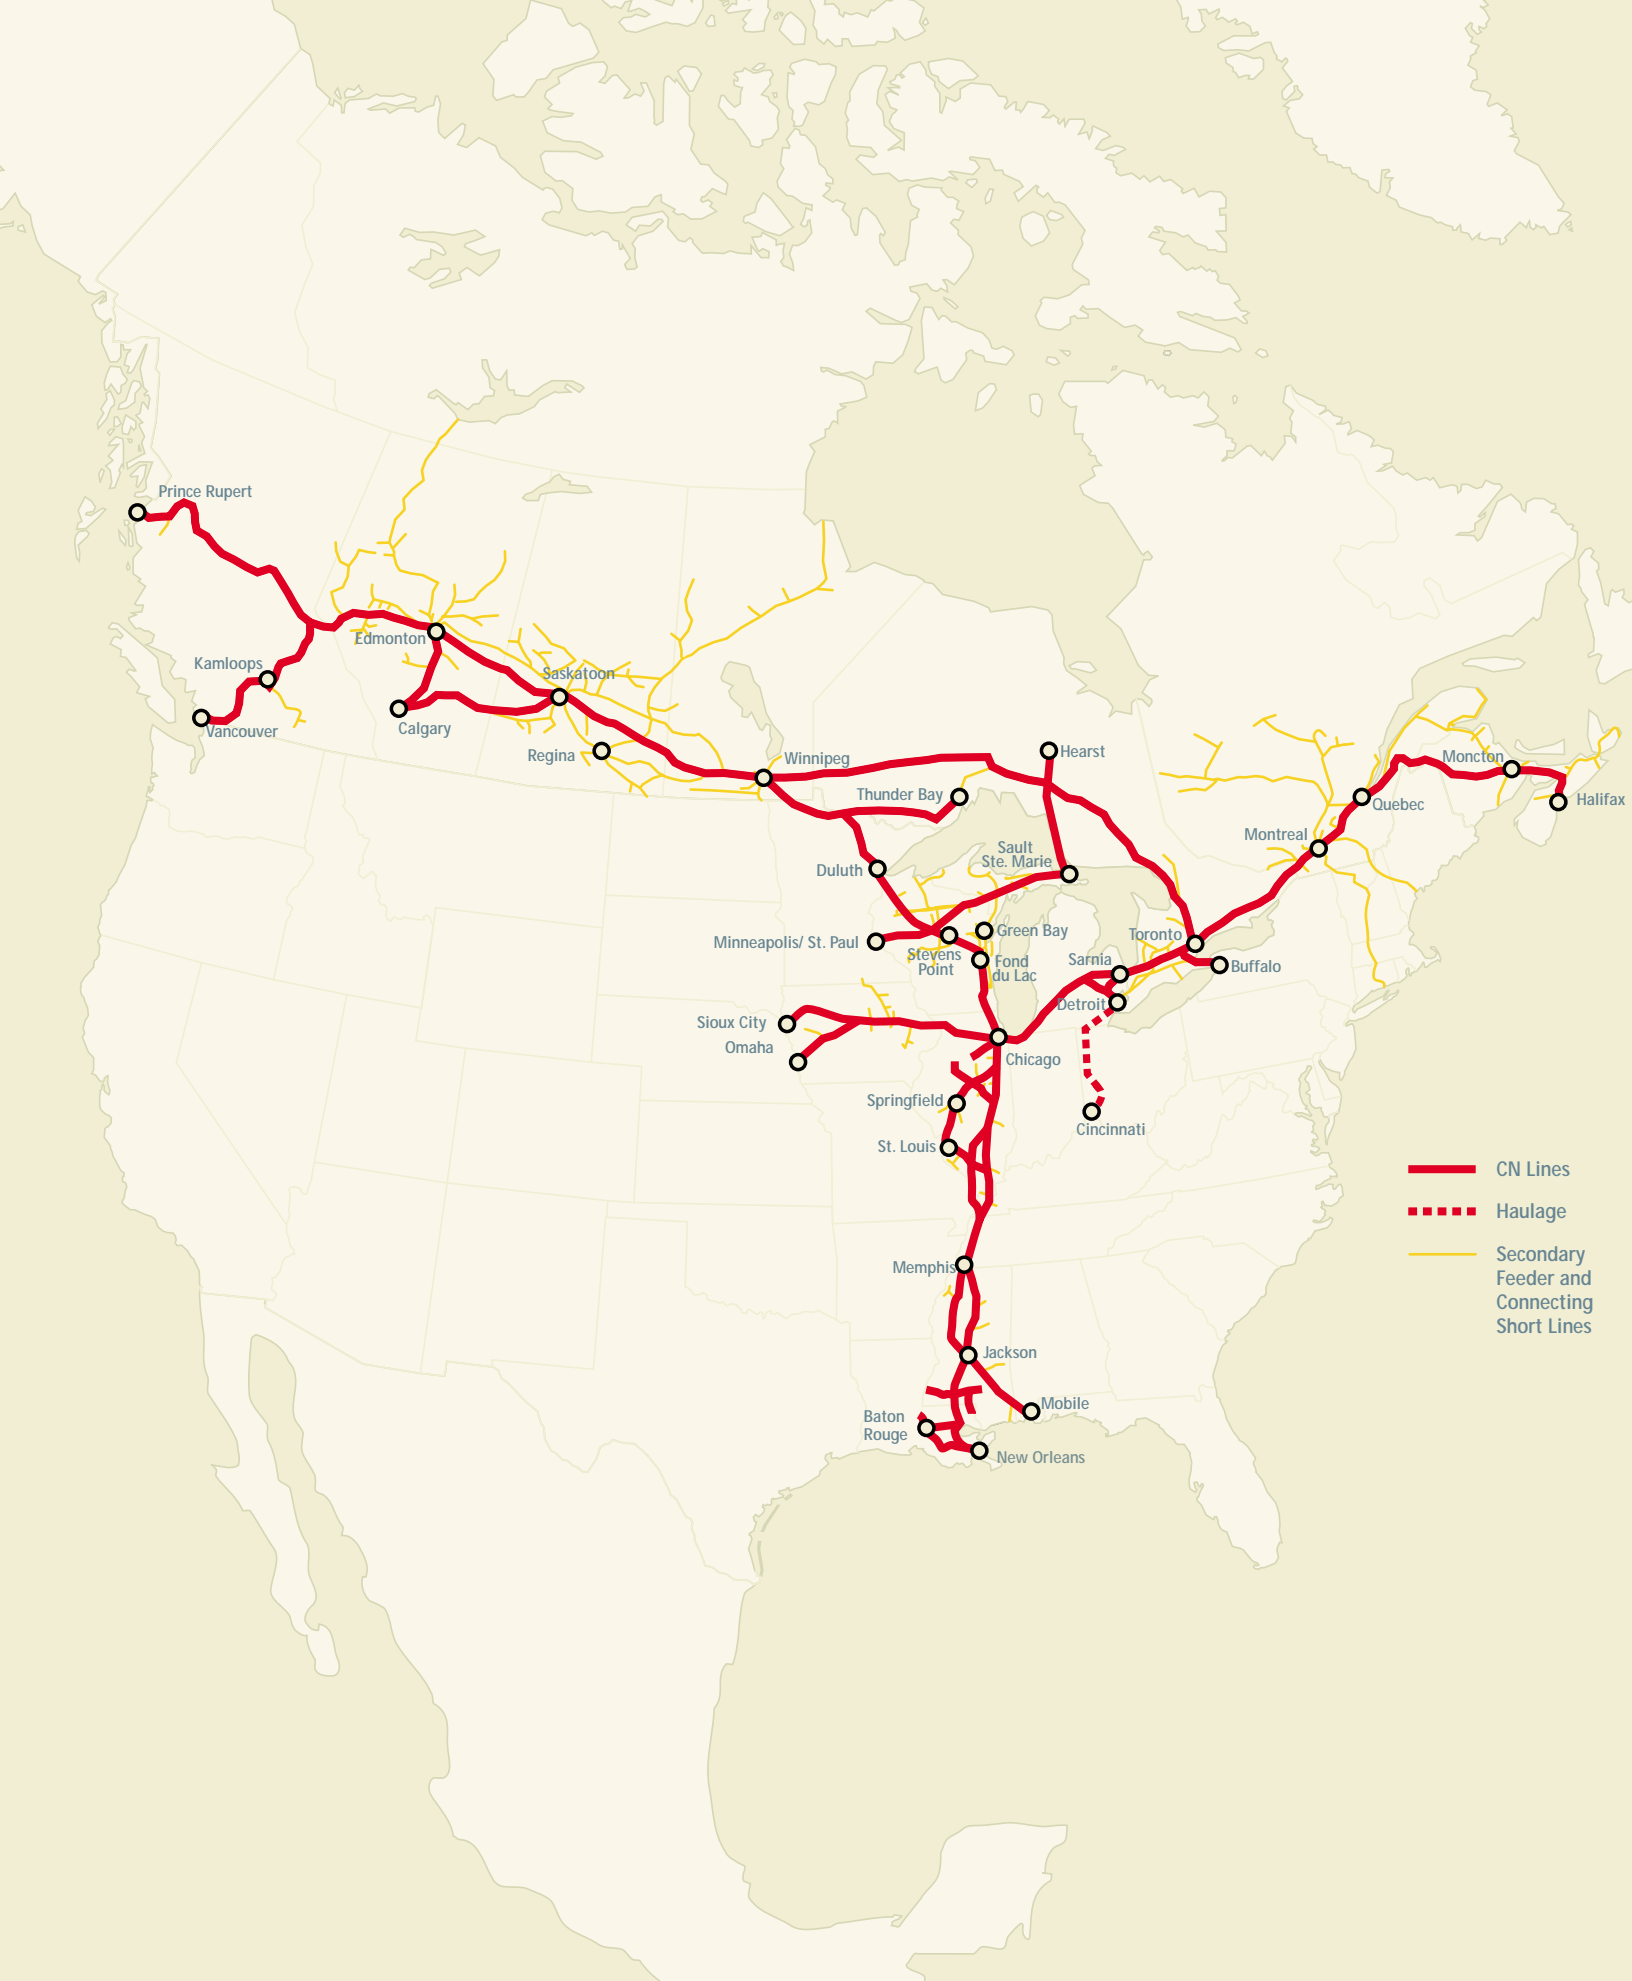 Prince Rupert
Edmonton
Kamloops
Saskatoon
Vancouver
Calgary
Regina
Winnipeg
Hearst
Moncton
Thunder Bay
Quebec
Halifax
Montreal
Sault
Ste. Marie
Duluth
Green Bay
Toronto
Minneapolis/ St. Paul
Stevens
Point
Fond
du Lac
Sarnia
Buffalo
Detroit
Sioux City
Omaha
Chicago
Springfield
Cincinnati
St. Louis
CN Lines
Haulage
Secondary
Feeder and
Connecting
Short Lines
Memphis
Jackson
Mobile
Baton
Rouge
New Orleans